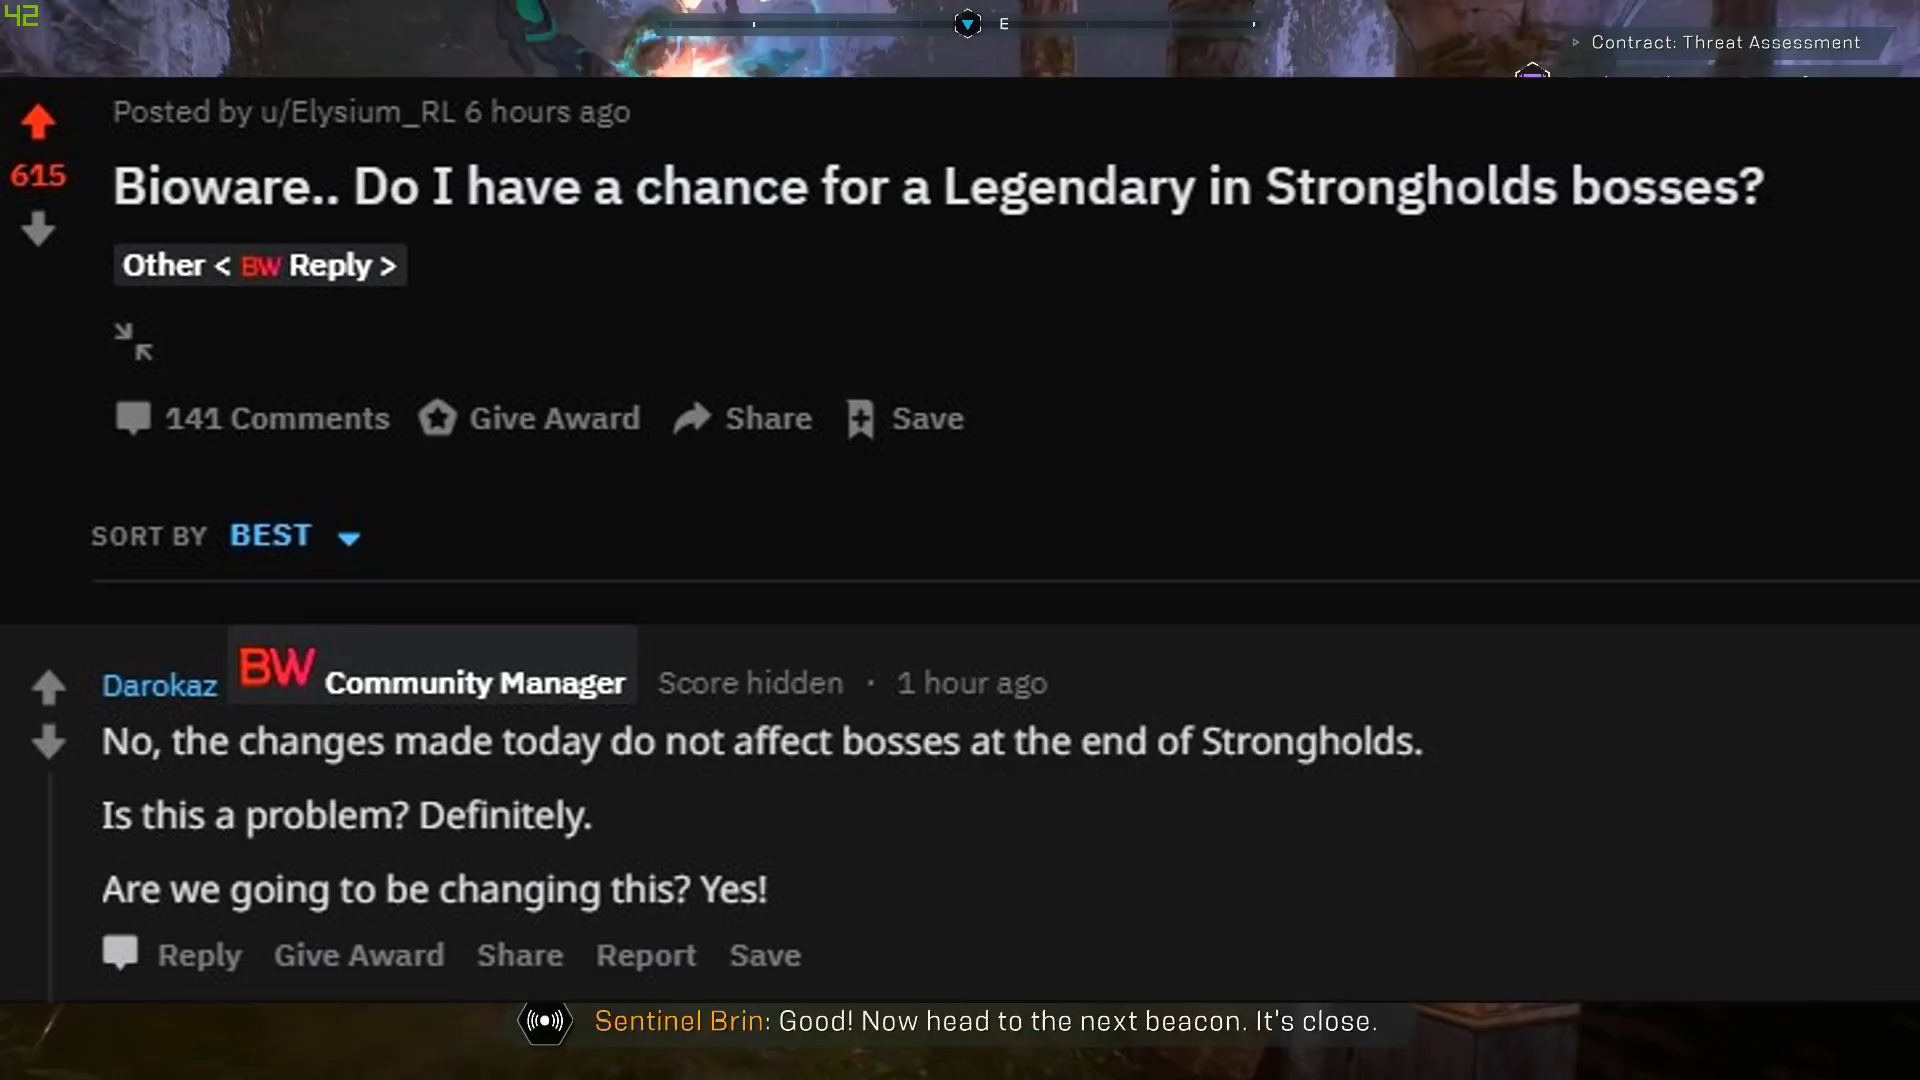 42
E
Contract: Threat Assessment
Posted by u/Elysium_RL 6 hours ago
615
Bioware.. Do I have a chance for a Legendary in Strongholds bosses?
Other < BW Reply >
141 Comments Give Award Share Save
SORT BY BEST
Darokaz BW Community Manager Score hidden · 1 hour ago
No, the changes made today do not affect bosses at the end of Strongholds.
Is this a problem? Definitely.
Are we going to be changing this? Yes!
Reply Give Award Share Report Save
Sentinel Brin: Good! Now head to the next beacon. It's close.